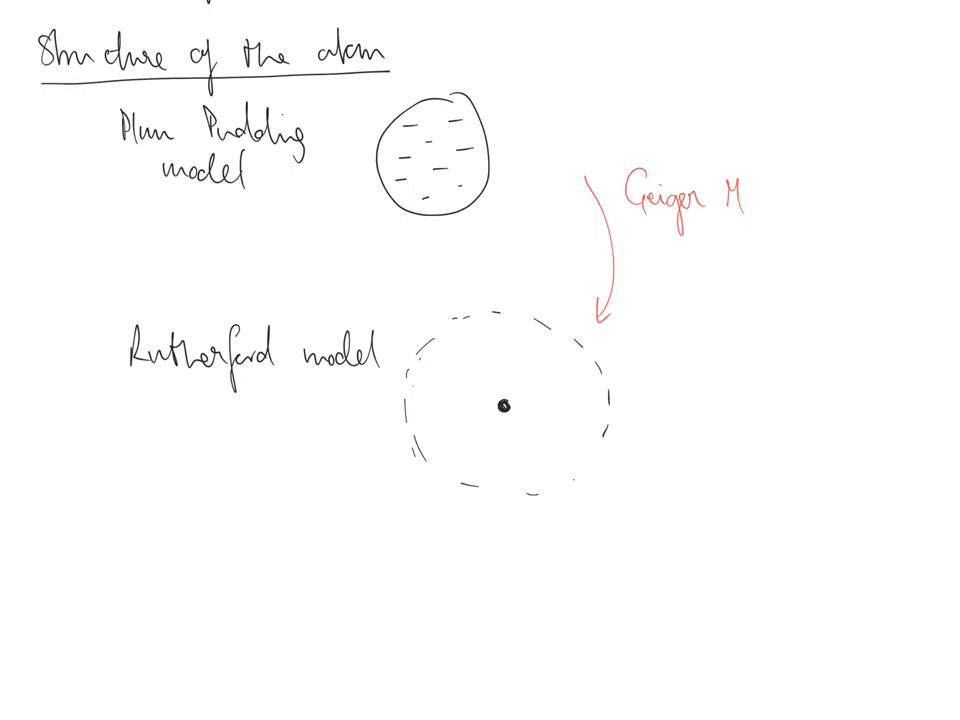 Structure of the atom
Plum Pudding
model
Geiger M
Rutherford model